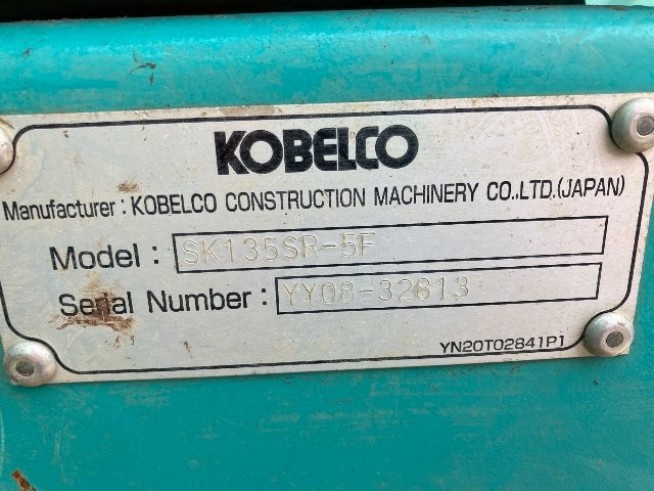 KOBELCO
Manufacturer : KOBELCO CONSTRUCTION MACHINERY CO.,LTD.(JAPAN)
Model : SK135SR-5F
Serial Number : YY08-32613
YN20T02841P1